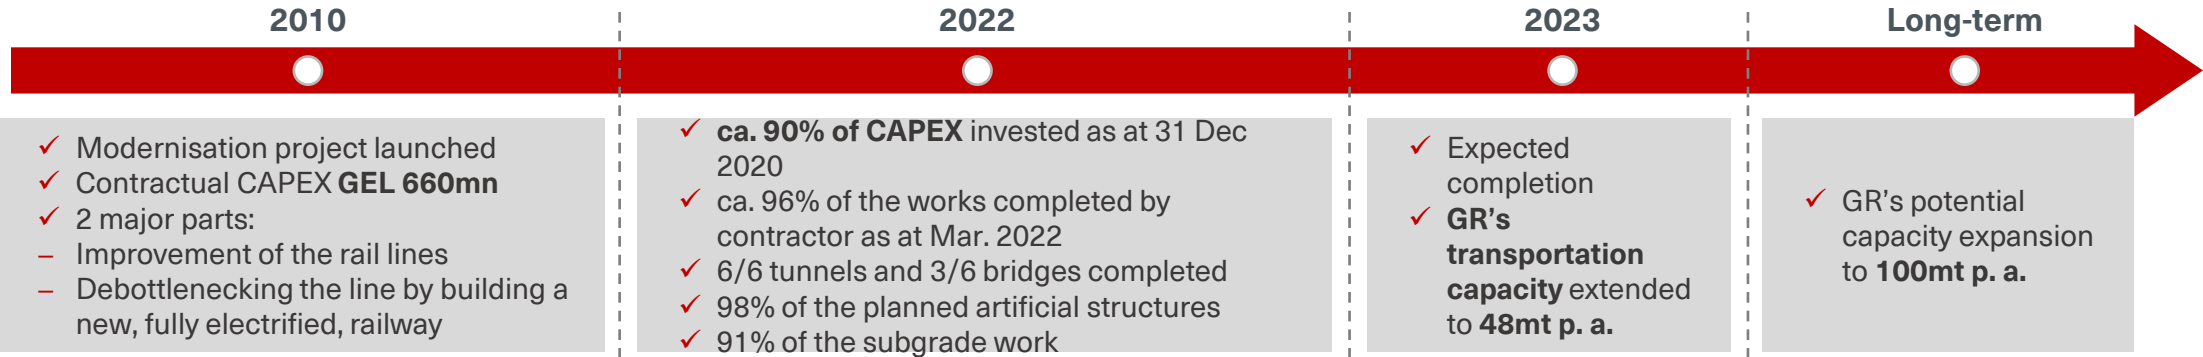 2010
✓ Modernisation project launched
✓ Contractual CAPEX GEL 660mn
✓ 2 major parts:
– Improvement of the rail lines
– Debottlenecking the line by building a
new, fully electrified, railway
2022
✓ ca. 90% of CAPEX invested as at 31 Dec
2020
✓ ca. 96% of the works completed by
contractor as at Mar. 2022
✓ 6/6 tunnels and 3/6 bridges completed
✓ 98% of the planned artificial structures
✓ 91% of the subgrade work
2023
✓ Expected
completion
✓ GR’s
transportation
capacity extended
to 48mt p. a.
Long-term
✓ GR’s potential
capacity expansion
to 100mt p. a.